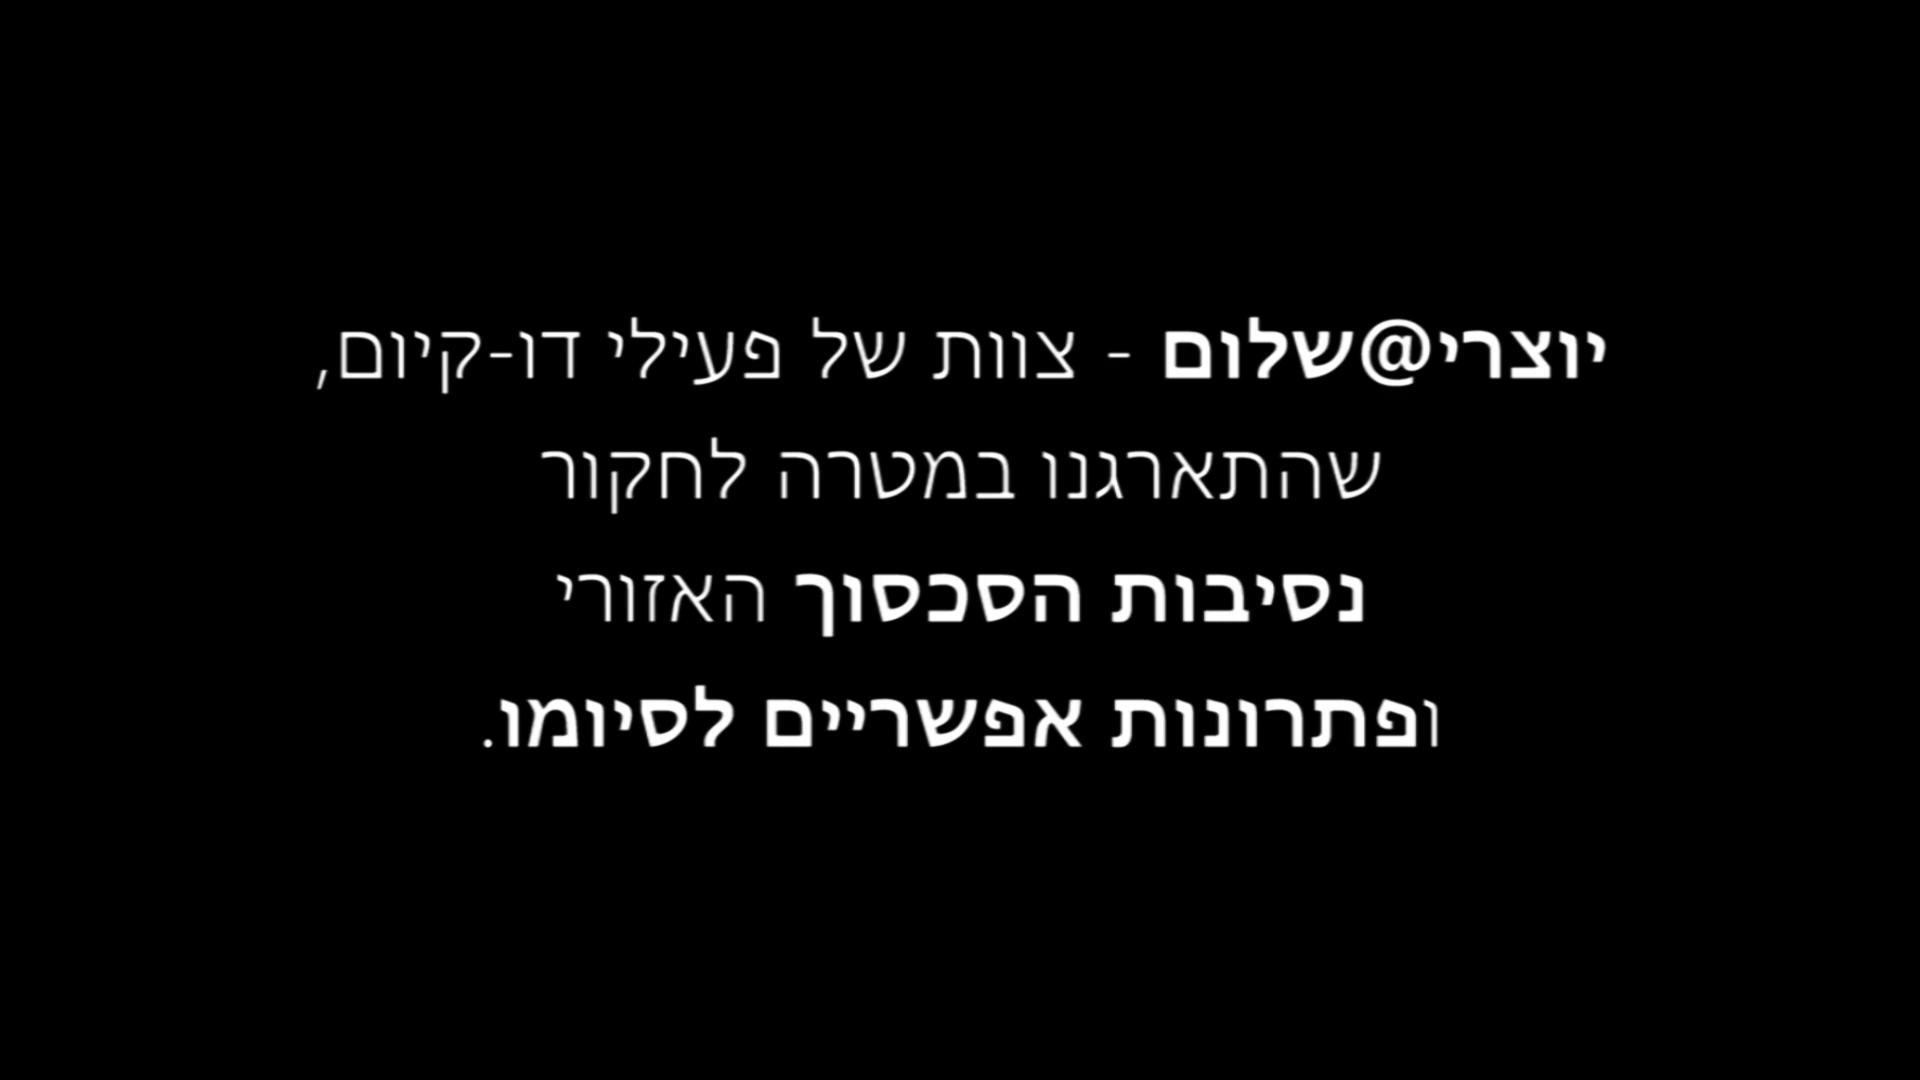 יוצרי@שלום - צוות של פעילי דו-קיום,
שהתארגנו במטרה לחקור
נסיבות הסכסוך האזורי
ופתרונות אפשריים לסיומו.